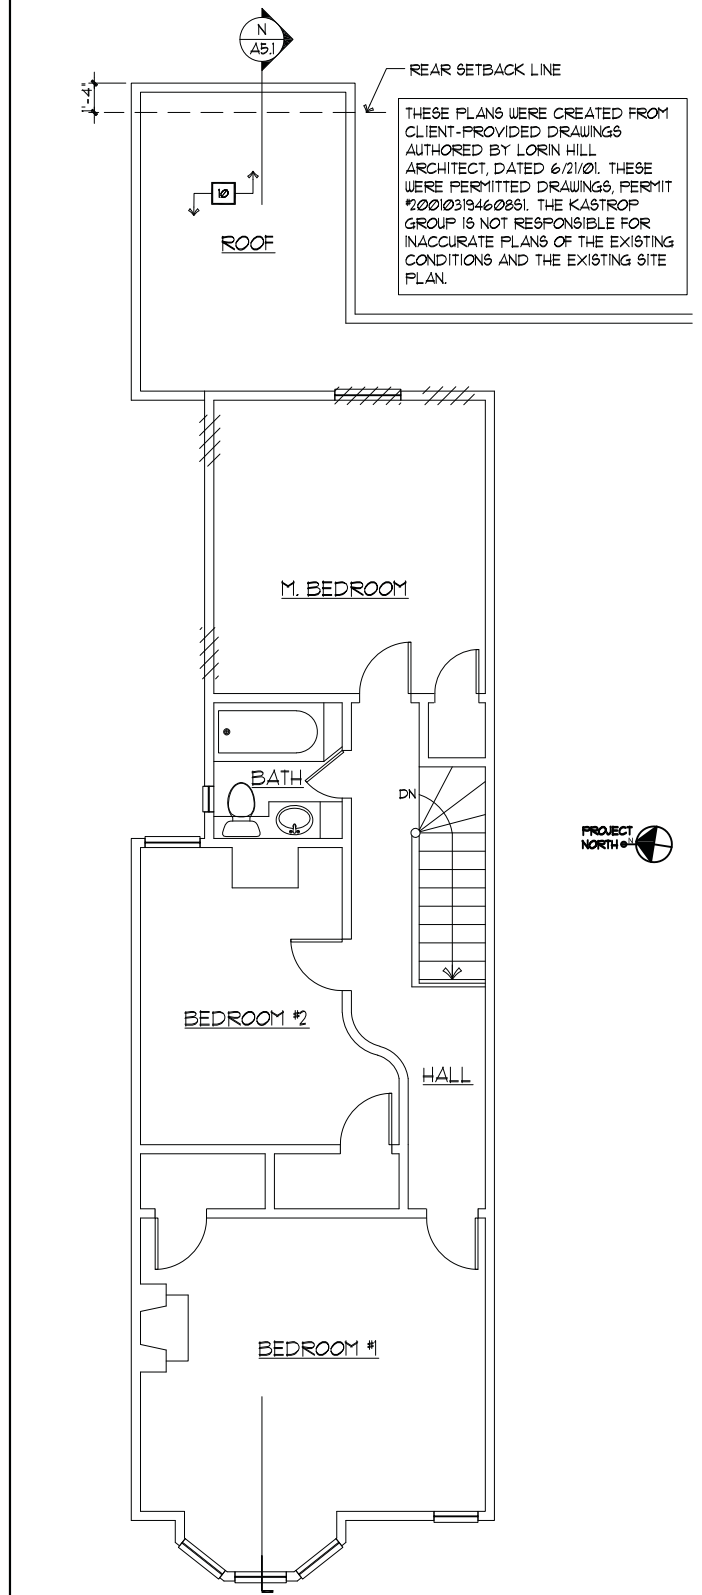 N
A5.1
REAR SETBACK LINE
1'-4"
THESE PLANS WERE CREATED FROM
CLIENT-PROVIDED DRAWINGS
AUTHORED BY LORIN HILL
ARCHITECT, DATED 6/21/01. THESE
WERE PERMITTED DRAWINGS, PERMIT
#200103194608S1. THE KASTROP
GROUP IS NOT RESPONSIBLE FOR
INACCURATE PLANS OF THE EXISTING
CONDITIONS AND THE EXISTING SITE
PLAN.
10
ROOF
M. BEDROOM
BATH
DN
PROJECT
NORTH
N
BEDROOM #2
HALL
BEDROOM #1